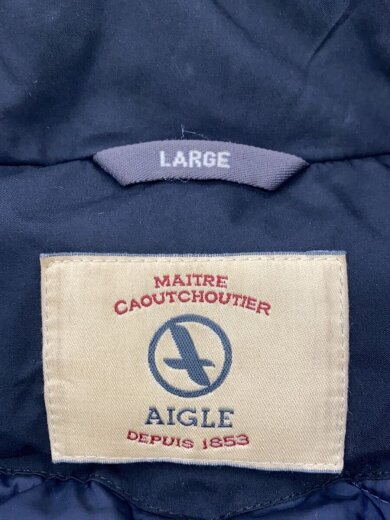 LARGE
MAITRE
CAOUTCHOUTIER
AIGLE
DEPUIS 1853